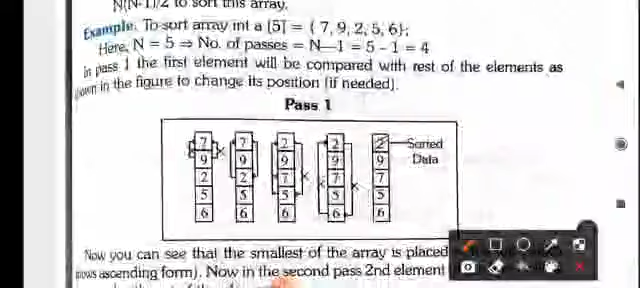 N(N-1)/2 to sort this array.
Example. To sort array int a [5] = { 7, 9, 2, 5, 6};
Here, N = 5 ⇒ No. of passes = N—1 = 5 - 1 = 4
In pass 1 the first element will be compared with rest of the elements as
in the figure to change its position (if needed).
Pass 1
7 7 2 2 2 Sorted
9 9 9 9 9 Data
2 2 7 7 7
5 5 5 5 5
6 6 6 6 6
Now you can see that the smallest of the array is placed
ascending form). Now in the second pass 2nd element